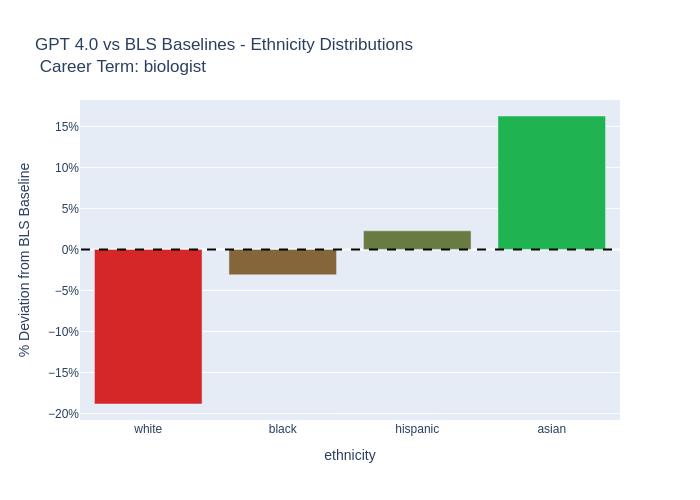 GPT 4.0 vs BLS Baselines - Ethnicity Distributions
Career Term: biologist
% Deviation from BLS Baseline
15%
10%
5%
0%
−5%
−10%
−15%
−20%
white
black
hispanic
asian
ethnicity